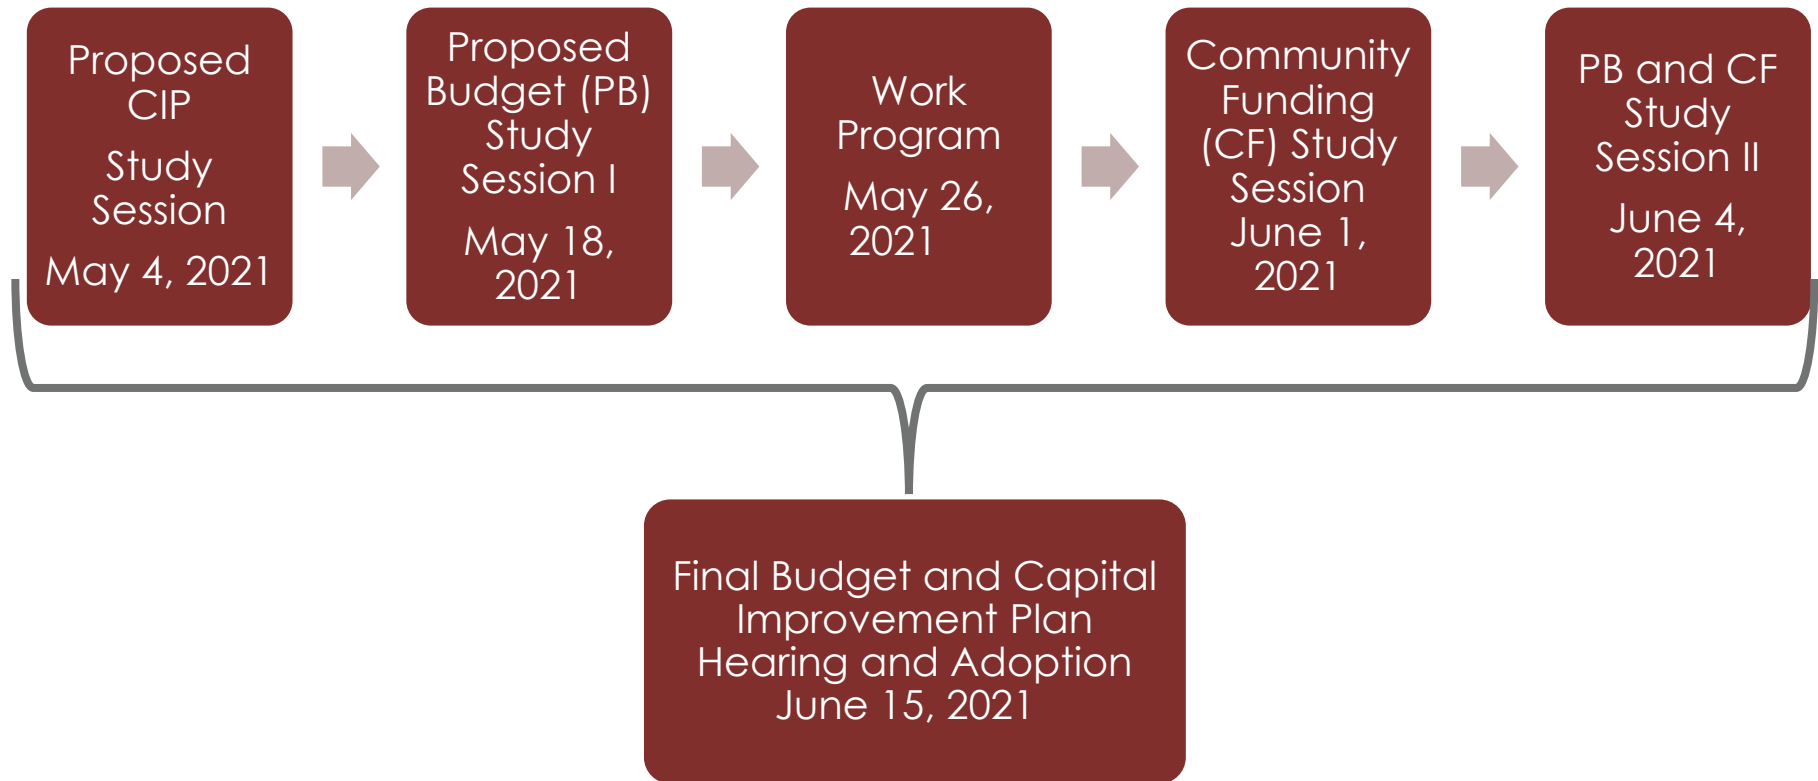 Proposed
CIP
Study
Session
May 4, 2021
Proposed
Budget (PB)
Study
Session I
May 18,
2021
Work
Program
May 26,
2021
Community
Funding
(CF) Study
Session
June 1,
2021
PB and CF
Study
Session II
June 4,
2021
Final Budget and Capital
Improvement Plan
Hearing and Adoption
June 15, 2021